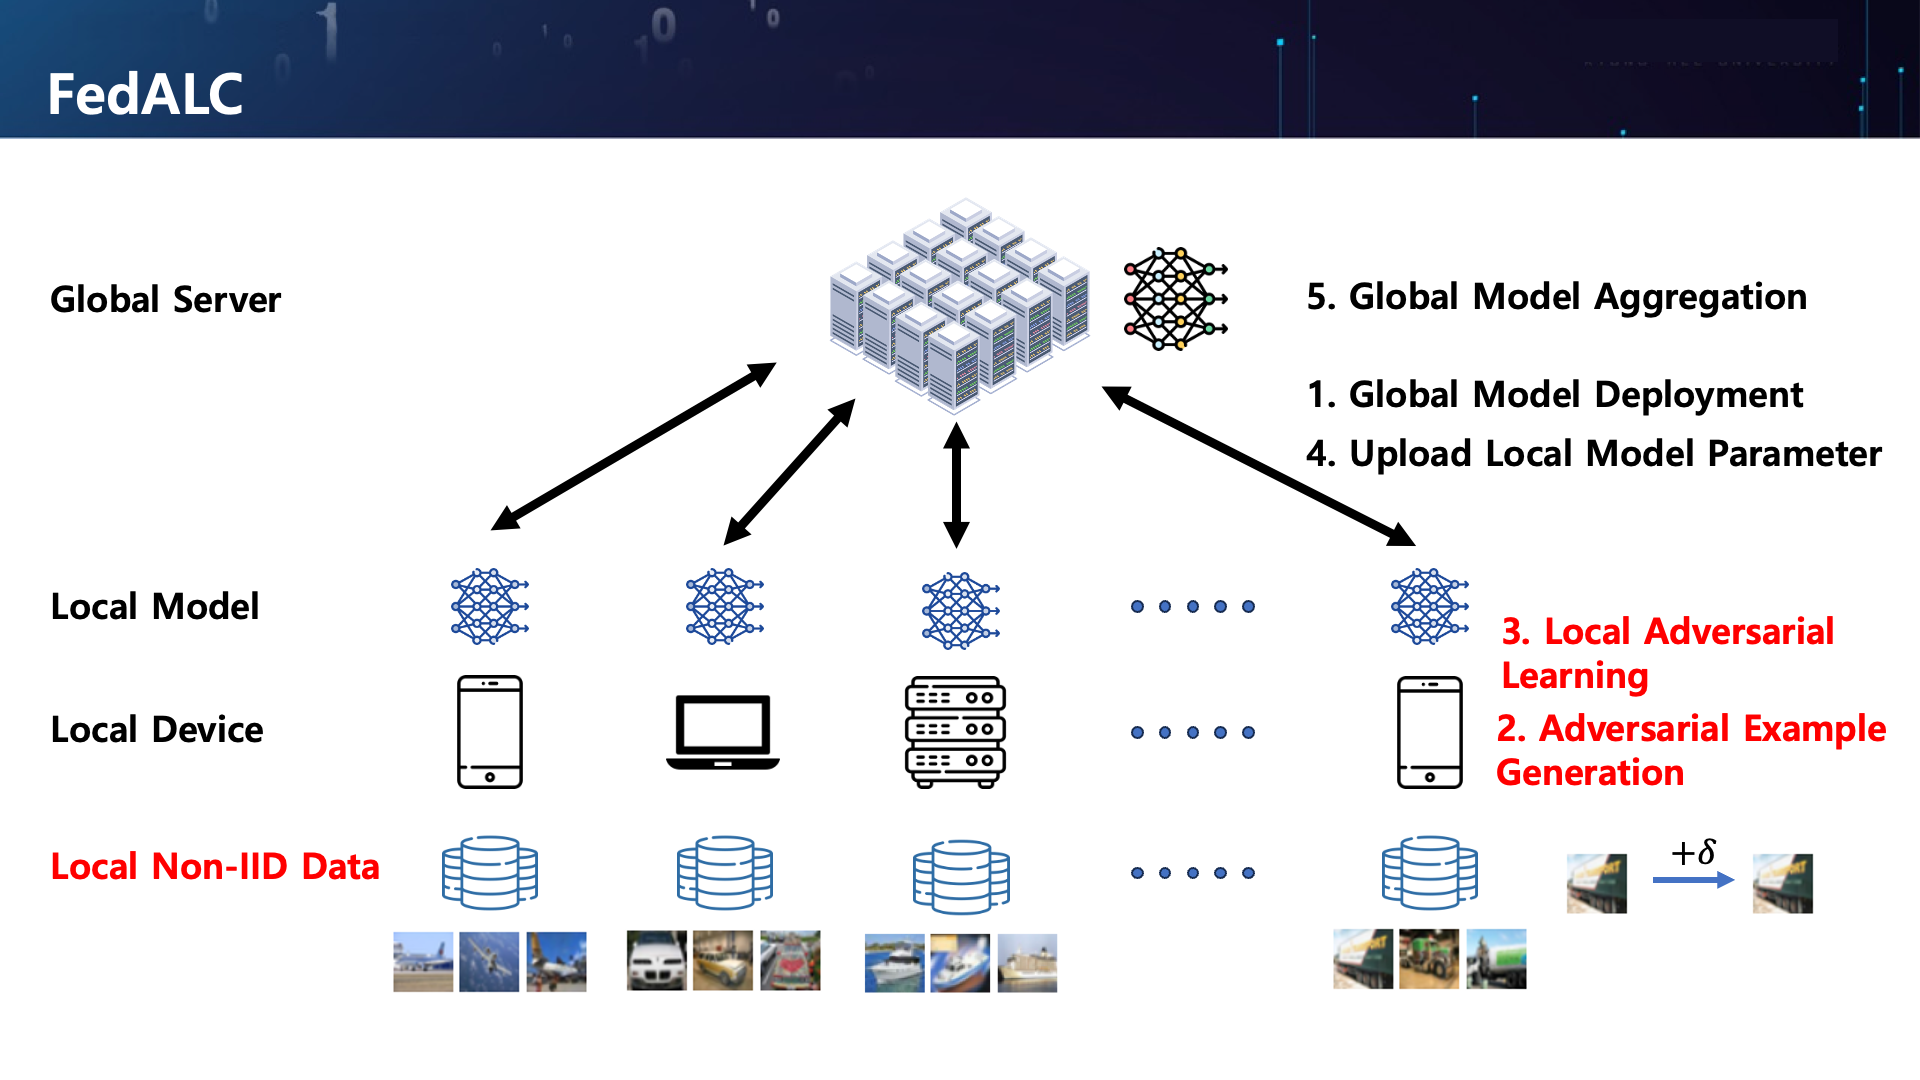 FedALC
Global Server
5. Global Model Aggregation
1. Global Model Deployment
4. Upload Local Model Parameter
Local Model
3. Local Adversarial
Learning
Local Device
2. Adversarial Example
Generation
Local Non-IID Data
+δ